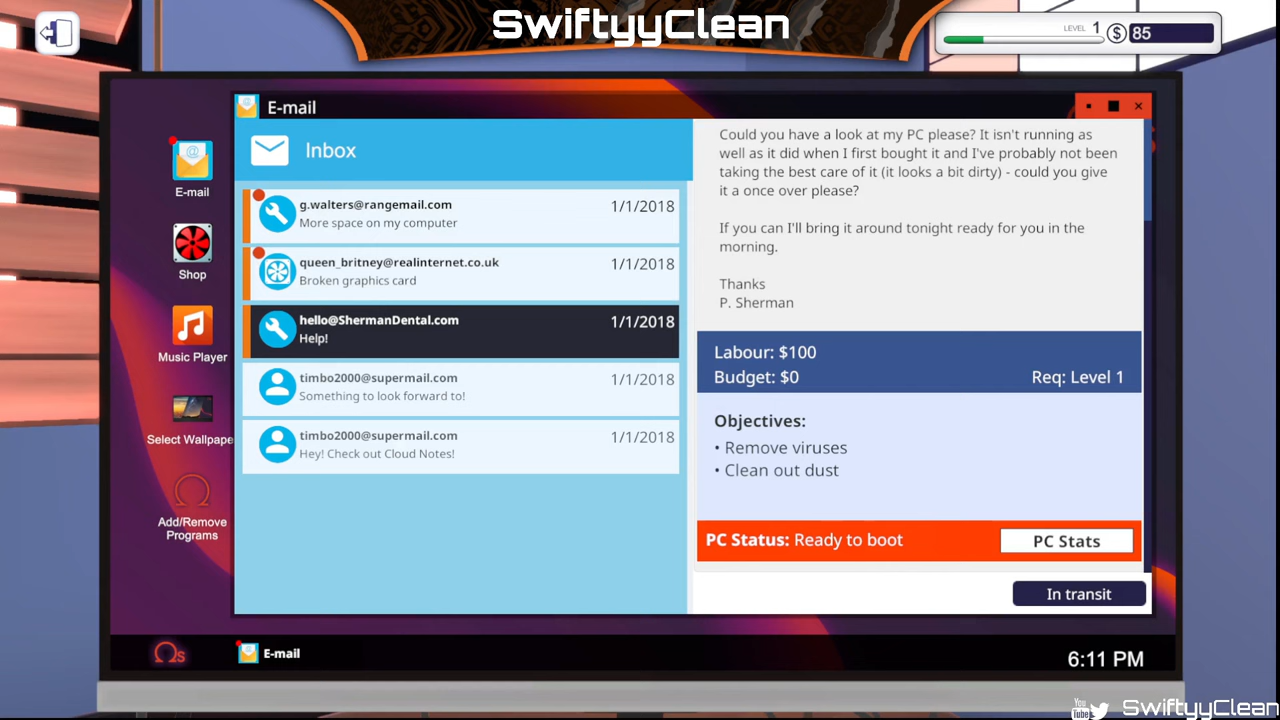 SwiftyyClean
LEVEL 1
$ 85
E-mail
Inbox
g.walters@rangemail.com 1/1/2018
More space on my computer
queen_britney@realinternet.co.uk 1/1/2018
Broken graphics card
hello@ShermanDental.com 1/1/2018
Help!
timbo2000@supermail.com 1/1/2018
Something to look forward to!
timbo2000@supermail.com 1/1/2018
Hey! Check out Cloud Notes!
Could you have a look at my PC please? It isn't running as
well as it did when I first bought it and I've probably not been
taking the best care of it (it looks a bit dirty) - could you give
it a once over please?
If you can I'll bring it around tonight ready for you in the
morning.
Thanks
P. Sherman
Labour: $100
Budget: $0 Req: Level 1
Objectives:
• Remove viruses
• Clean out dust
PC Status: Ready to boot PC Stats
In transit
E-mail
Shop
Music Player
Select Wallpape
Add/Remove
Programs
Ωs
E-mail
6:11 PM
You
Tube
SwiftyyClean